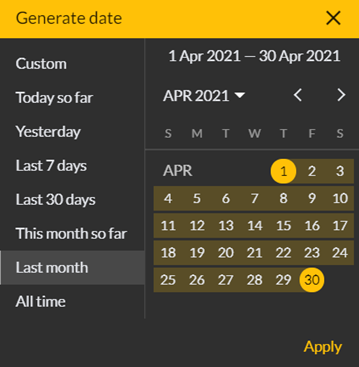 Generate date
Custom
Today so far
Yesterday
Last 7 days
Last 30 days
This month so far
Last month
All time
1 Apr 2021 — 30 Apr 2021
APR 2021
S M T W T F S
APR 1 2 3
4 5 6 7 8 9 10
11 12 13 14 15 16 17
18 19 20 21 22 23 24
25 26 27 28 29 30
Apply